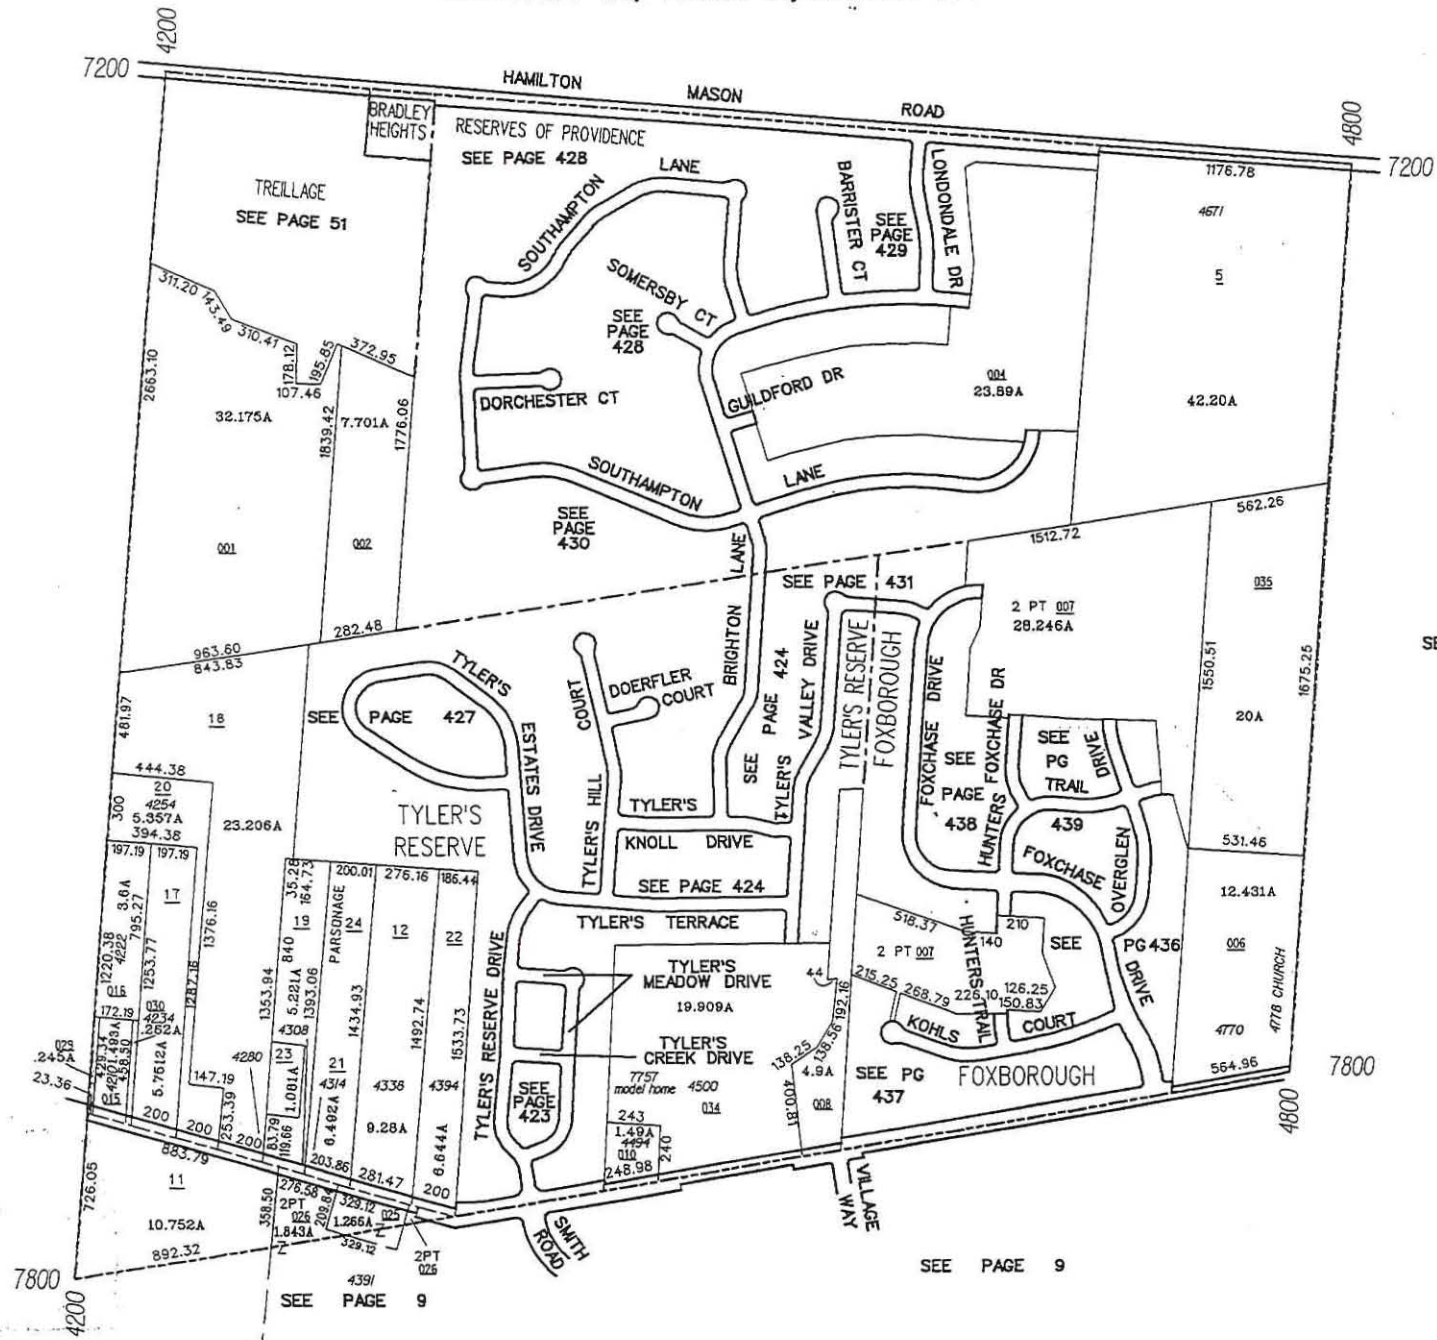 4200
7200
HAMILTON MASON ROAD
4800
7200
BRADLEY
HEIGHTS
RESERVES OF PROVIDENCE
SEE PAGE 428
TREILLAGE
SEE PAGE 51
SOUTHAMPTON LANE
BARRISTER CT
SEE
PAGE
429
LONDONDALE DR
1176.78
4671
5
42.20A
SOMERSBY CT
SEE
PAGE
428
311.20
143.49
310.41
178.12
107.46
195.85
372.95
2663.10
32.175A
1839.42
7.701A
1776.06
001
002
DORCHESTER CT
GUILDFORD DR
004
23.89A
SOUTHAMPTON LANE
SEE
PAGE
430
BRIGHTON LANE
562.26
1512.72
035
SEE PAGE 431
2 PT 007
28.246A
282.48
963.60
843.83
481.97
18
SEE PAGE 427
TYLER'S
ESTATES DRIVE
TYLER'S HILL COURT
DOERFLER
COURT
SEE PAGE 424
TYLER'S VALLEY DRIVE
TYLER'S RESERVE
FOXBOROUGH
FOXCHASE DRIVE
HUNTERS FOXCHASE DR
SEE
PAGE
438
SEE
PG
439
TRAIL
DRIVE
1550.51
1675.25
20A
SE
444.38
20
4254
5.357A
394.38
300
23.206A
TYLER'S
RESERVE
TYLER'S
KNOLL DRIVE
SEE PAGE 424
TYLER'S TERRACE
FOXCHASE
OVERGLEN DRIVE
531.46
12.431A
006
4770
4778 CHURCH
564.96
197.19
197.19
17
3.6A
795.27
1220.38
4222
016
1253.77
1376.16
1287.16
35.28
164.73
19
840
5.221A
1353.94
1393.06
4308
PARSONAGE
200.01
24
276.16
12
186.44
22
1434.93
1492.74
1533.73
518.37
2 PT 007
210
140
SEE
PG 436
HUNTERS TRAIL
215.25
268.79
226.10
126.25
150.83
KOHLS COURT
TYLER'S
MEADOW DRIVE
19.909A
44
192.16
TYLER'S
CREEK DRIVE
TYLER'S RESERVE DRIVE
7757
model home
4500
034
138.25
138.56
4.9A
400.81
008
SEE PG
437
FOXBOROUGH
172.19
030
4234
.262A
029
.245A
23.36
429.34
4210
1.499A
458.50
015
5.7612A
147.19
253.39
4280
23
1.081A
83.79
119.66
21
4314
6.492A
4338
9.28A
4394
6.644A
SEE
PAGE
423
243
1.49A
4494
010
248.98
240
200
200
200
203.86
281.47
200
883.79
726.05
11
10.752A
892.32
358.50
276.58
2PT
026
1.843A
209.84
329.12
025
1.266A
329.12
2PT
026
SMITH
ROAD
VILLAGE
WAY
7800
4800
7800
4200
4391
SEE PAGE 9
SEE PAGE 9